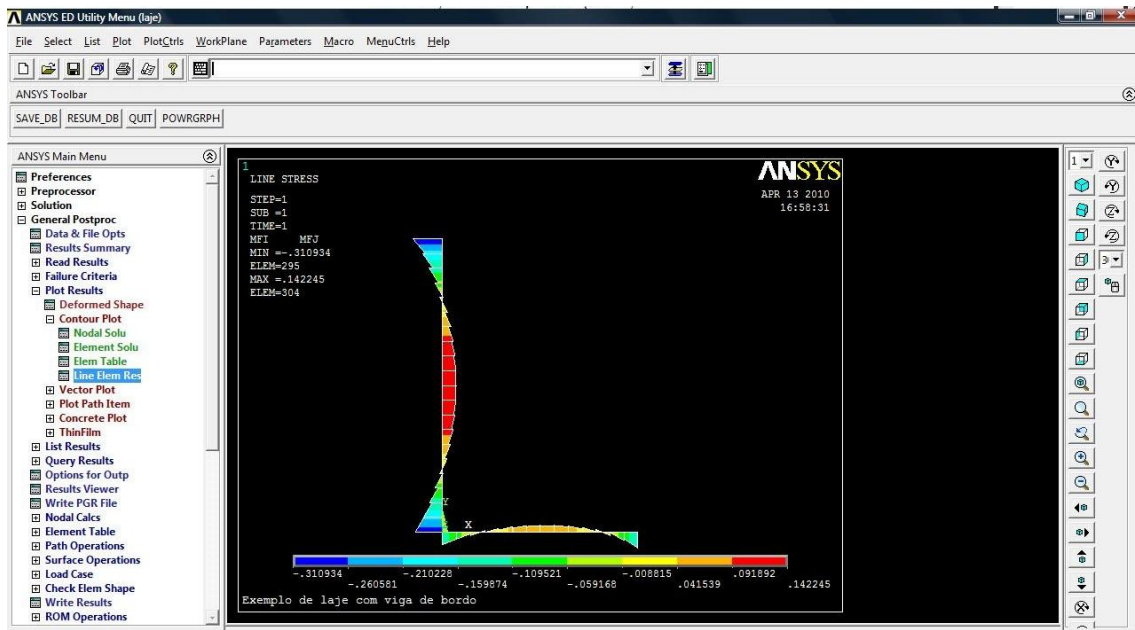 ANSYS ED Utility Menu (laje)
File Select List Plot PlotCtrls WorkPlane Parameters Macro MenuCtrls Help
ANSYS Toolbar
SAVE_DB RESUM_DB QUIT POWRGRPH
ANSYS Main Menu
Preferences
Preprocessor
Solution
General Postproc
Data & File Opts
Results Summary
Read Results
Failure Criteria
Plot Results
Deformed Shape
Contour Plot
Nodal Solu
Element Solu
Elem Table
Line Elem Res
Vector Plot
Plot Path Item
Concrete Plot
ThinFilm
List Results
Query Results
Options for Outp
Results Viewer
Write PGR File
Nodal Calcs
Element Table
Path Operations
Surface Operations
Load Case
Check Elem Shape
Write Results
ROM Operations
1
LINE STRESS
STEP=1
SUB =1
TIME=1
MFI MFJ
MIN =-.310934
ELEM=295
MAX =.142245
ELEM=304
ANSYS
APR 13 2010
16:58:31
Y
X
-.310934 -.210228 -.109521 -.008815 .091892
-.260581 -.159874 -.059168 .041539 .142245
Exemplo de laje com viga de bordo
1